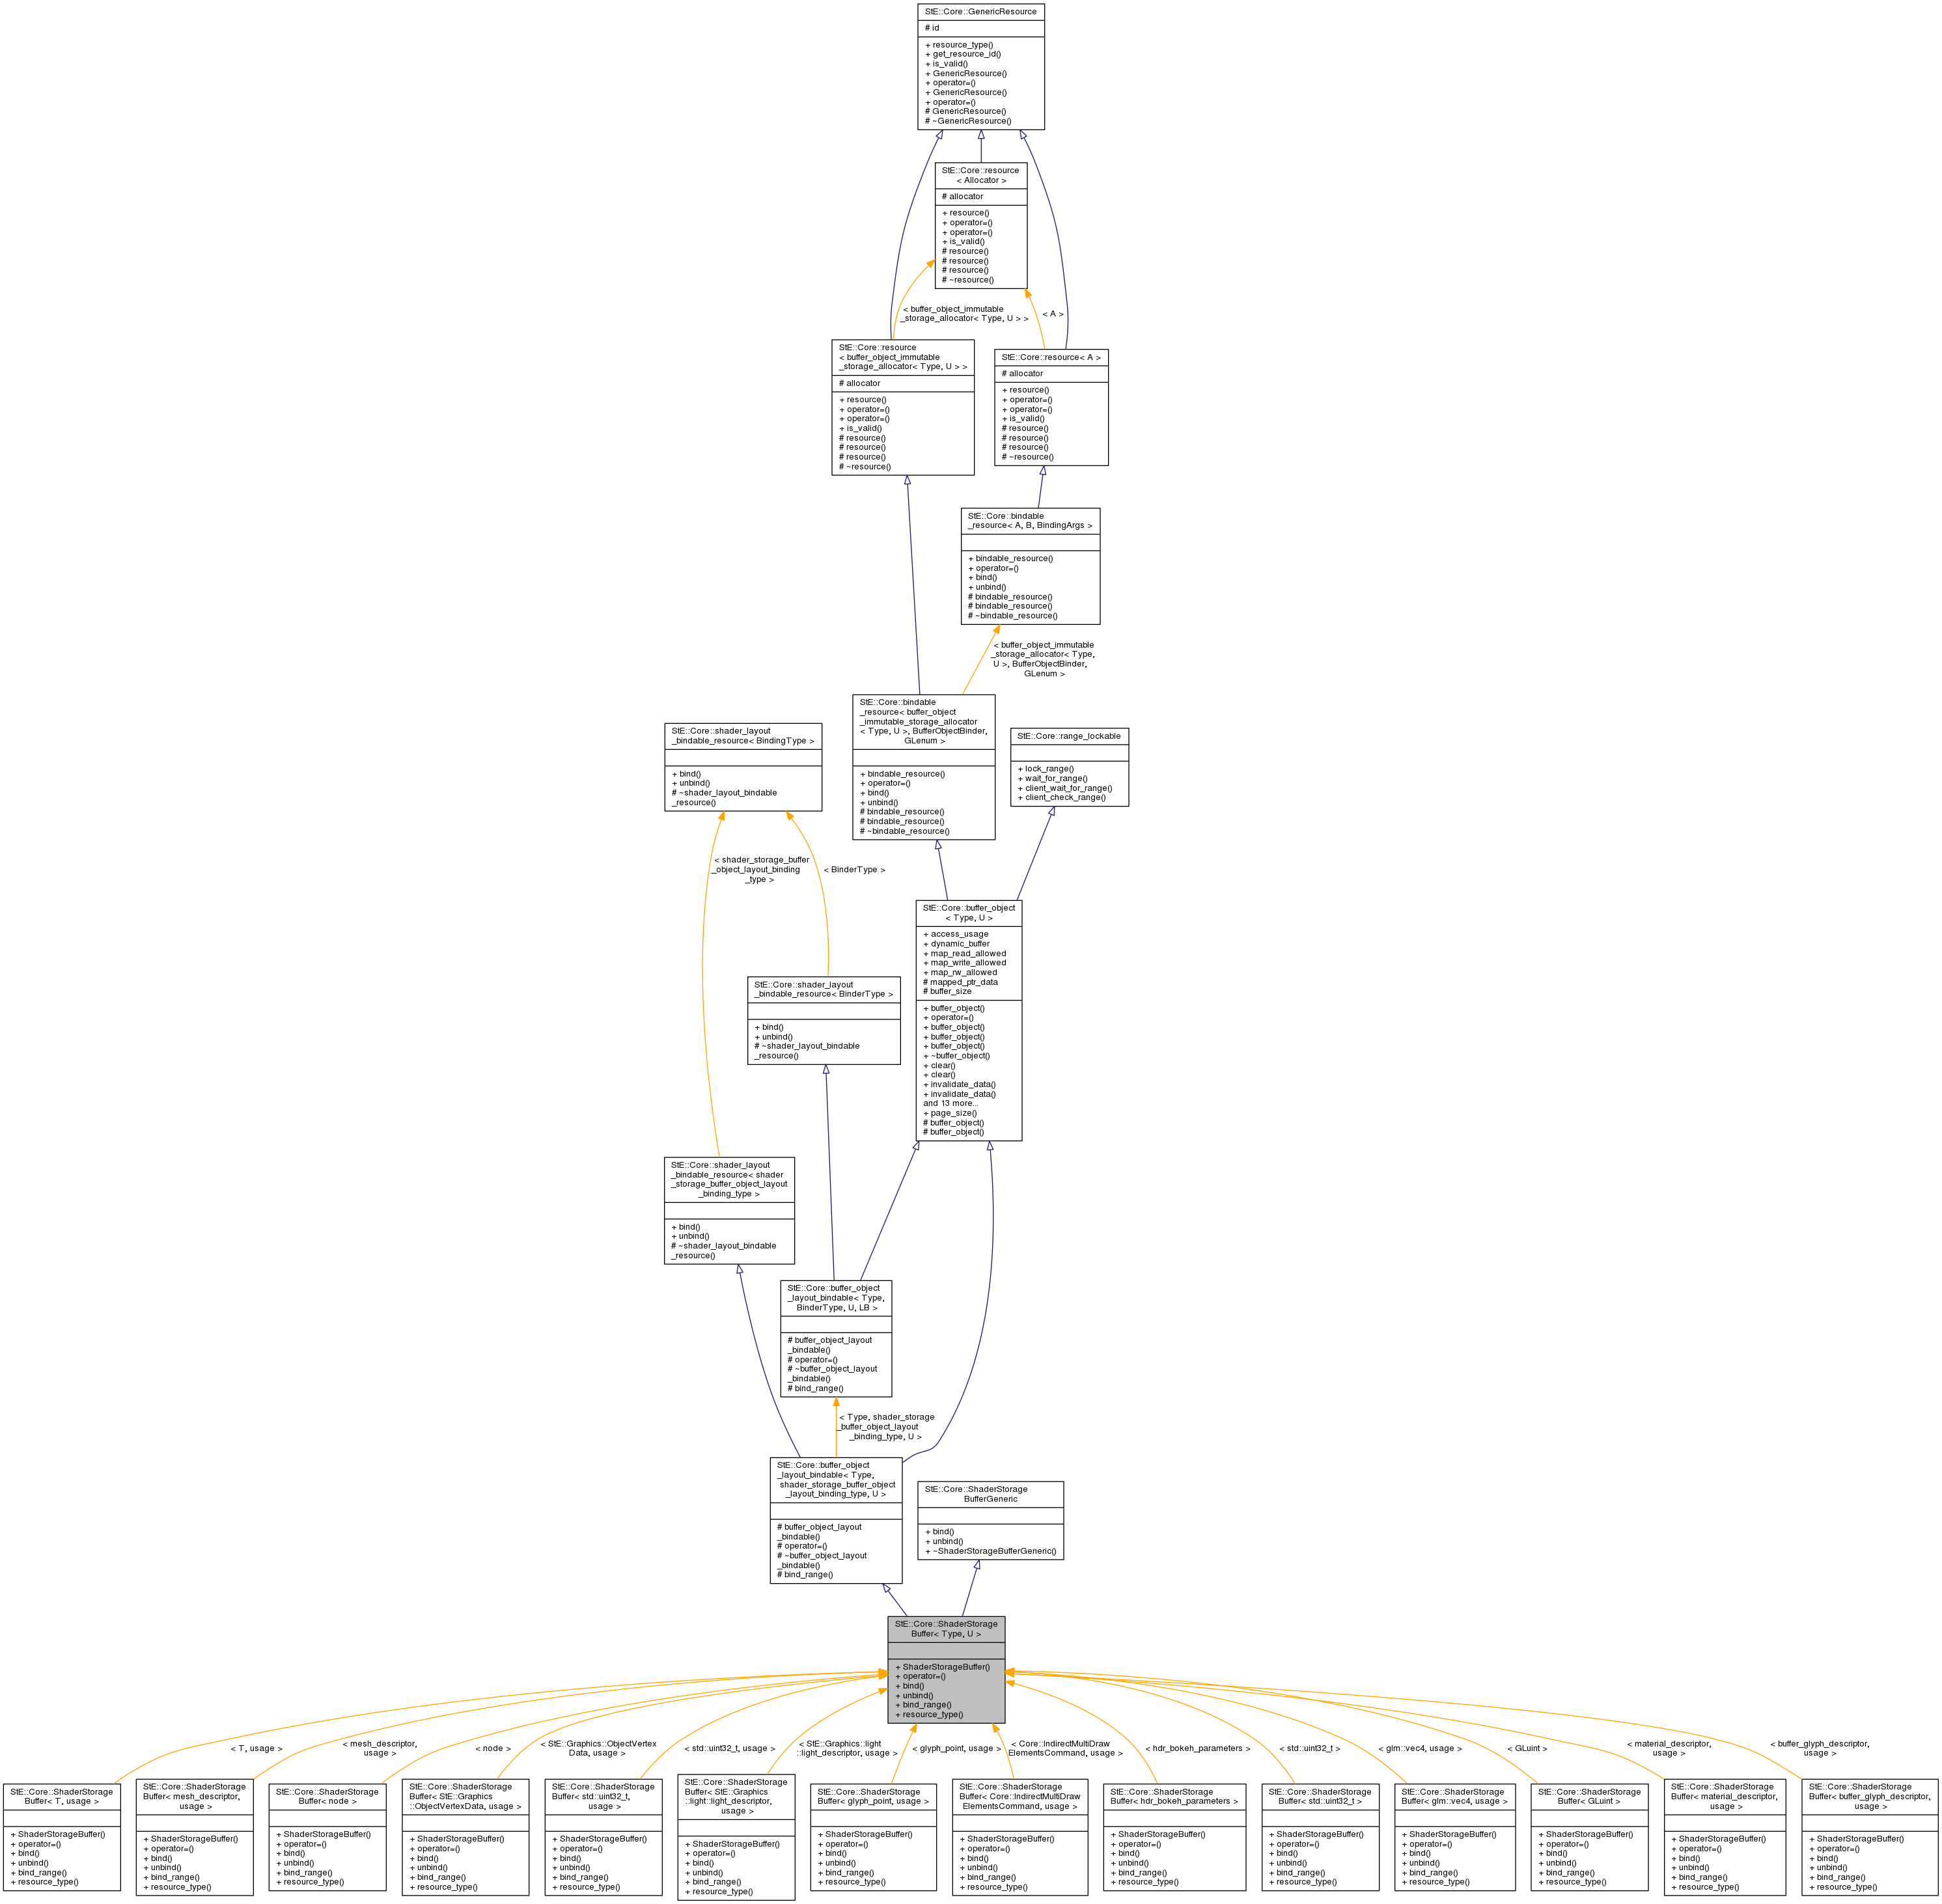 StE::Core::GenericResource
# id
+ resource_type()
+ get_resource_id()
+ is_valid()
+ GenericResource()
+ operator=()
+ GenericResource()
+ operator=()
# GenericResource()
# ~GenericResource()
StE::Core::resource
< Allocator >
# allocator
+ resource()
+ operator=()
+ operator=()
+ is_valid()
# resource()
# resource()
# resource()
# ~resource()
< buffer_object_immutable
_storage_allocator< Type, U > >
< A >
StE::Core::resource
< buffer_object_immutable
_storage_allocator< Type, U > >
# allocator
+ resource()
+ operator=()
+ operator=()
+ is_valid()
# resource()
# resource()
# resource()
# ~resource()
StE::Core::resource< A >
# allocator
+ resource()
+ operator=()
+ operator=()
+ is_valid()
# resource()
# resource()
# resource()
# ~resource()
StE::Core::bindable
_resource< A, B, BindingArgs >
+ bindable_resource()
+ operator=()
+ bind()
+ unbind()
# bindable_resource()
# bindable_resource()
# ~bindable_resource()
< buffer_object_immutable
_storage_allocator< Type,
U >, BufferObjectBinder,
GLenum >
StE::Core::bindable
_resource< buffer_object
_immutable_storage_allocator
< Type, U >, BufferObjectBinder,
GLenum >
+ bindable_resource()
+ operator=()
+ bind()
+ unbind()
# bindable_resource()
# bindable_resource()
# ~bindable_resource()
StE::Core::shader_layout
_bindable_resource< BindingType >
+ bind()
+ unbind()
# ~shader_layout_bindable
_resource()
StE::Core::range_lockable
+ lock_range()
+ wait_for_range()
+ client_wait_for_range()
+ client_check_range()
< shader_storage_buffer
_object_layout_binding
_type >
< BinderType >
StE::Core::buffer_object
< Type, U >
+ access_usage
+ dynamic_buffer
+ map_read_allowed
+ map_write_allowed
+ map_rw_allowed
# mapped_ptr_data
# buffer_size
+ buffer_object()
+ operator=()
+ buffer_object()
+ buffer_object()
+ buffer_object()
+ ~buffer_object()
+ clear()
+ clear()
+ invalidate_data()
+ invalidate_data()
and 13 more...
+ page_size()
# buffer_object()
# buffer_object()
StE::Core::shader_layout
_bindable_resource< BinderType >
+ bind()
+ unbind()
# ~shader_layout_bindable
_resource()
StE::Core::shader_layout
_bindable_resource< shader
_storage_buffer_object_layout
_binding_type >
+ bind()
+ unbind()
# ~shader_layout_bindable
_resource()
StE::Core::buffer_object
_layout_bindable< Type,
BinderType, U, LB >
# buffer_object_layout
_bindable()
# operator=()
# ~buffer_object_layout
_bindable()
# bind_range()
< Type, shader_storage
_buffer_object_layout
_binding_type, U >
StE::Core::buffer_object
_layout_bindable< Type,
shader_storage_buffer_object
_layout_binding_type, U >
# buffer_object_layout
_bindable()
# operator=()
# ~buffer_object_layout
_bindable()
# bind_range()
StE::Core::ShaderStorage
BufferGeneric
+ bind()
+ unbind()
+ ~ShaderStorageBufferGeneric()
StE::Core::ShaderStorage
Buffer< Type, U >
+ ShaderStorageBuffer()
+ operator=()
+ bind()
+ unbind()
+ bind_range()
+ resource_type()
< T, usage >
< mesh_descriptor,
usage >
< node >
< StE::Graphics::ObjectVertex
Data, usage >
< std::uint32_t, usage >
< StE::Graphics::light
::light_descriptor, usage >
< glyph_point, usage >
< Core::IndirectMultiDraw
ElementsCommand, usage >
< hdr_bokeh_parameters >
< std::uint32_t >
< glm::vec4, usage >
< GLuint >
< material_descriptor,
usage >
< buffer_glyph_descriptor,
usage >
StE::Core::ShaderStorage
Buffer< T, usage >
+ ShaderStorageBuffer()
+ operator=()
+ bind()
+ unbind()
+ bind_range()
+ resource_type()
StE::Core::ShaderStorage
Buffer< mesh_descriptor,
usage >
+ ShaderStorageBuffer()
+ operator=()
+ bind()
+ unbind()
+ bind_range()
+ resource_type()
StE::Core::ShaderStorage
Buffer< node >
+ ShaderStorageBuffer()
+ operator=()
+ bind()
+ unbind()
+ bind_range()
+ resource_type()
StE::Core::ShaderStorage
Buffer< StE::Graphics
::ObjectVertexData, usage >
+ ShaderStorageBuffer()
+ operator=()
+ bind()
+ unbind()
+ bind_range()
+ resource_type()
StE::Core::ShaderStorage
Buffer< std::uint32_t,
usage >
+ ShaderStorageBuffer()
+ operator=()
+ bind()
+ unbind()
+ bind_range()
+ resource_type()
StE::Core::ShaderStorage
Buffer< StE::Graphics
::light::light_descriptor,
usage >
+ ShaderStorageBuffer()
+ operator=()
+ bind()
+ unbind()
+ bind_range()
+ resource_type()
StE::Core::ShaderStorage
Buffer< glyph_point, usage >
+ ShaderStorageBuffer()
+ operator=()
+ bind()
+ unbind()
+ bind_range()
+ resource_type()
StE::Core::ShaderStorage
Buffer< Core::IndirectMultiDraw
ElementsCommand, usage >
+ ShaderStorageBuffer()
+ operator=()
+ bind()
+ unbind()
+ bind_range()
+ resource_type()
StE::Core::ShaderStorage
Buffer< hdr_bokeh_parameters >
+ ShaderStorageBuffer()
+ operator=()
+ bind()
+ unbind()
+ bind_range()
+ resource_type()
StE::Core::ShaderStorage
Buffer< std::uint32_t >
+ ShaderStorageBuffer()
+ operator=()
+ bind()
+ unbind()
+ bind_range()
+ resource_type()
StE::Core::ShaderStorage
Buffer< glm::vec4, usage >
+ ShaderStorageBuffer()
+ operator=()
+ bind()
+ unbind()
+ bind_range()
+ resource_type()
StE::Core::ShaderStorage
Buffer< GLuint >
+ ShaderStorageBuffer()
+ operator=()
+ bind()
+ unbind()
+ bind_range()
+ resource_type()
StE::Core::ShaderStorage
Buffer< material_descriptor,
usage >
+ ShaderStorageBuffer()
+ operator=()
+ bind()
+ unbind()
+ bind_range()
+ resource_type()
StE::Core::ShaderStorage
Buffer< buffer_glyph_descriptor,
usage >
+ ShaderStorageBuffer()
+ operator=()
+ bind()
+ unbind()
+ bind_range()
+ resource_type()